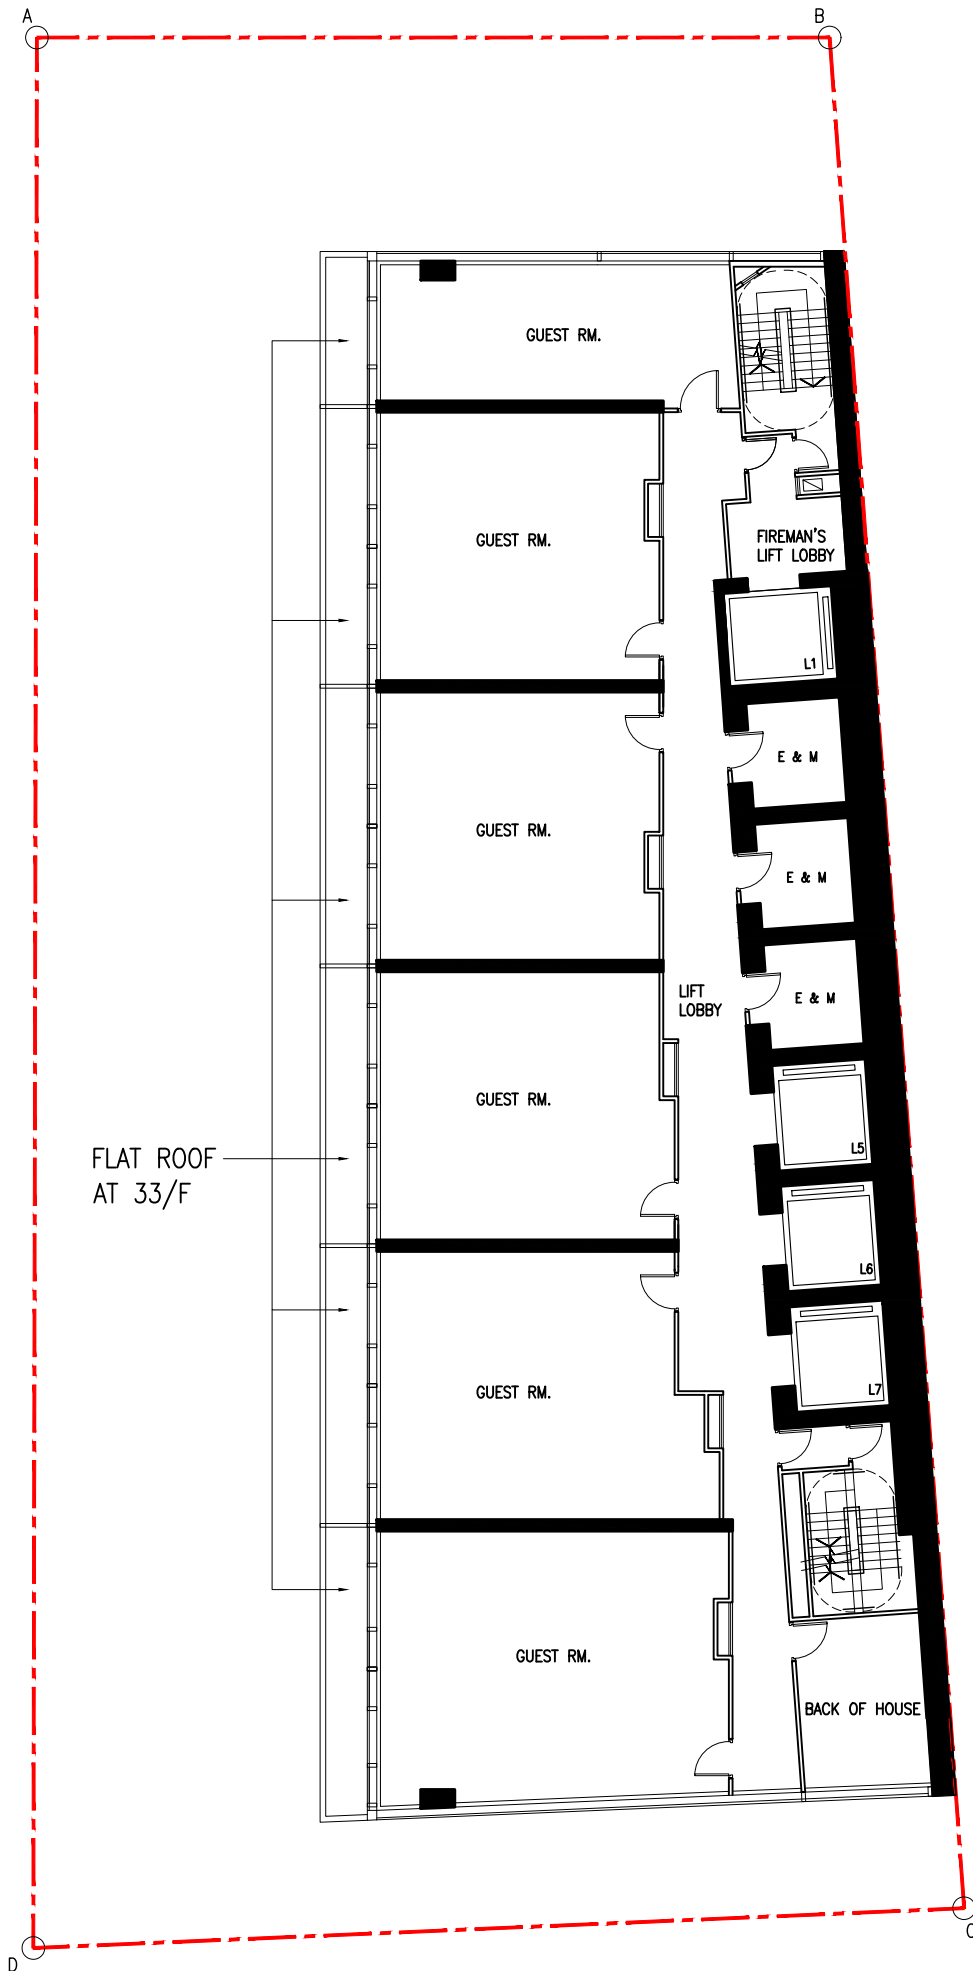 A
B
GUEST RM.
GUEST RM.
FIREMAN'S
LIFT LOBBY
L1
E & M
GUEST RM.
E & M
LIFT
LOBBY
E & M
GUEST RM.
L5
FLAT ROOF
AT 33/F
L6
GUEST RM.
L7
GUEST RM.
BACK OF HOUSE
C
D